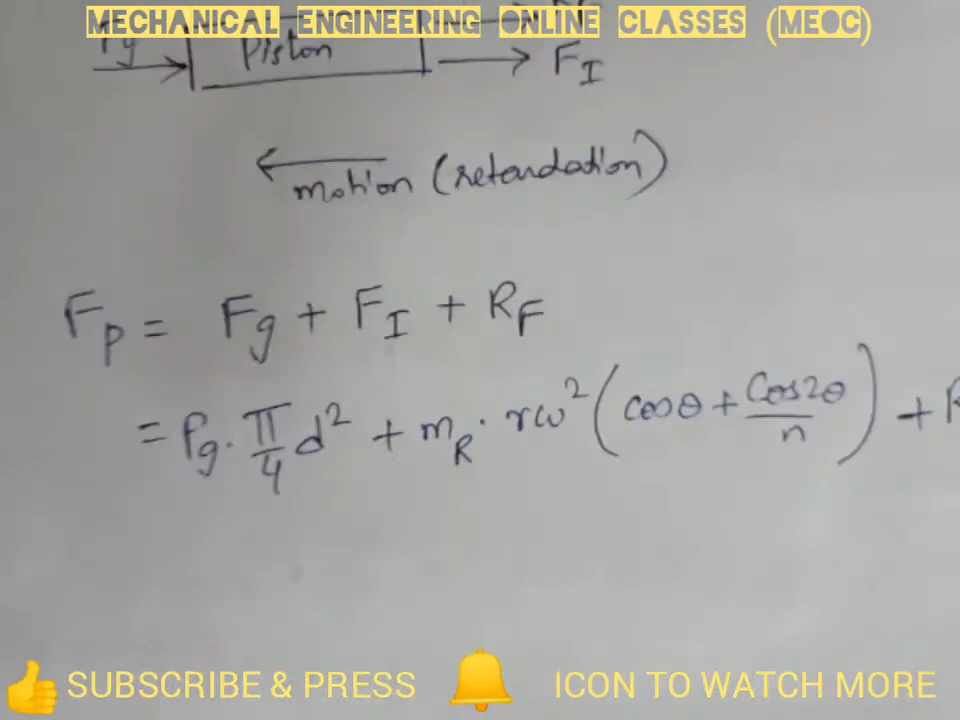 MECHANICAL ENGINEERING ONLINE CLASSES (MEOC)
Piston
F_I
motion (retardation)
F_p = F_g + F_I + R_F
= P_g · π/4 d² + m_R · rω² (cosθ + cos2θ/n) +
SUBSCRIBE & PRESS ICON TO WATCH MORE